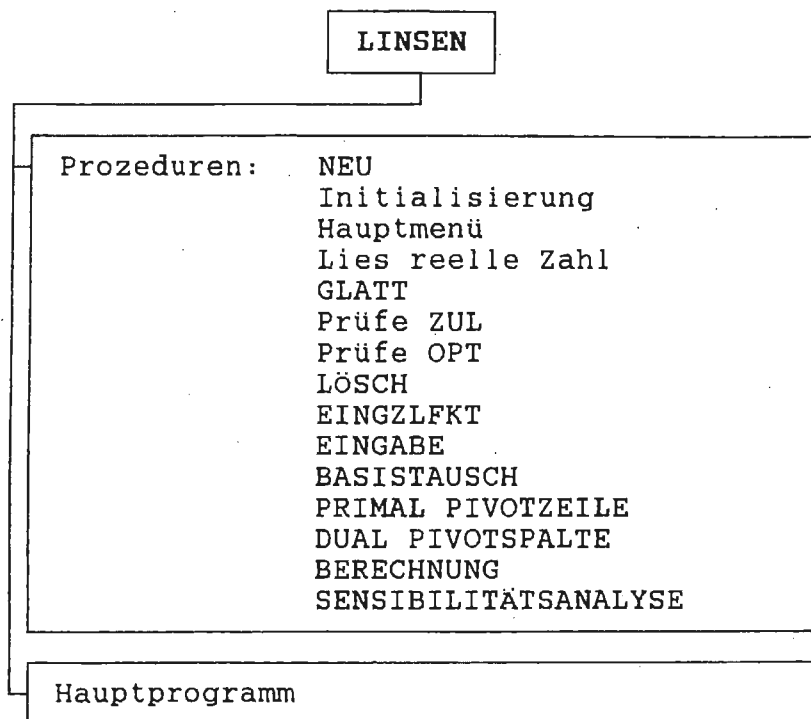 LINSEN
Prozeduren: NEU
Initialisierung
Hauptmenü
Lies reelle Zahl
GLATT
Prüfe ZUL
Prüfe OPT
LÖSCH
EINGZLFKT
EINGABE
BASISTAUSCH
PRIMAL PIVOTZEILE
DUAL PIVOTSPALTE
BERECHNUNG
SENSIBILITÄTSANALYSE
Hauptprogramm